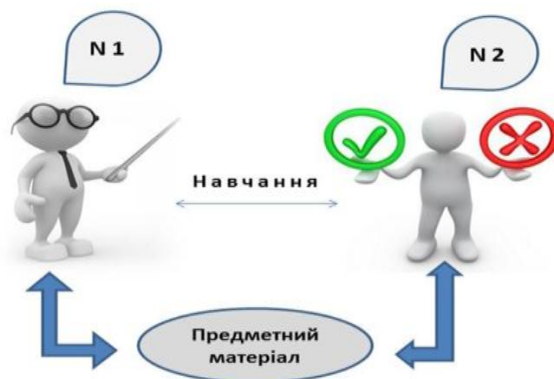 N 1
N 2
Навчання
Предметний
матеріал